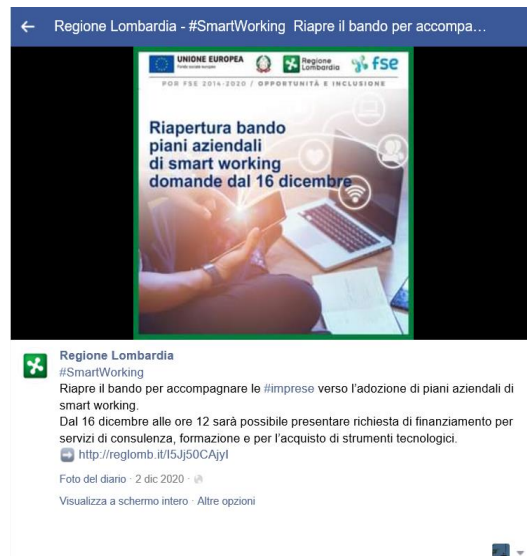 Regione Lombardia - #SmartWorking Riapre il bando per accompa...
UNIONE EUROPEA
Fondo sociale europeo
Regione
Lombardia
fse
POR FSE 2014-2020 / OPPORTUNITÀ E INCLUSIONE
Riapertura bando
piani aziendali
di smart working
domande dal 16 dicembre
Regione Lombardia
#SmartWorking
Riapre il bando per accompagnare le #imprese verso l'adozione di piani aziendali di
smart working.
Dal 16 dicembre alle ore 12 sarà possibile presentare richiesta di finanziamento per
servizi di consulenza, formazione e per l'acquisto di strumenti tecnologici.
http://reglomb.it/I5Jj50CAjyI
Foto del diario · 2 dic 2020 ·
Visualizza a schermo intero · Altre opzioni